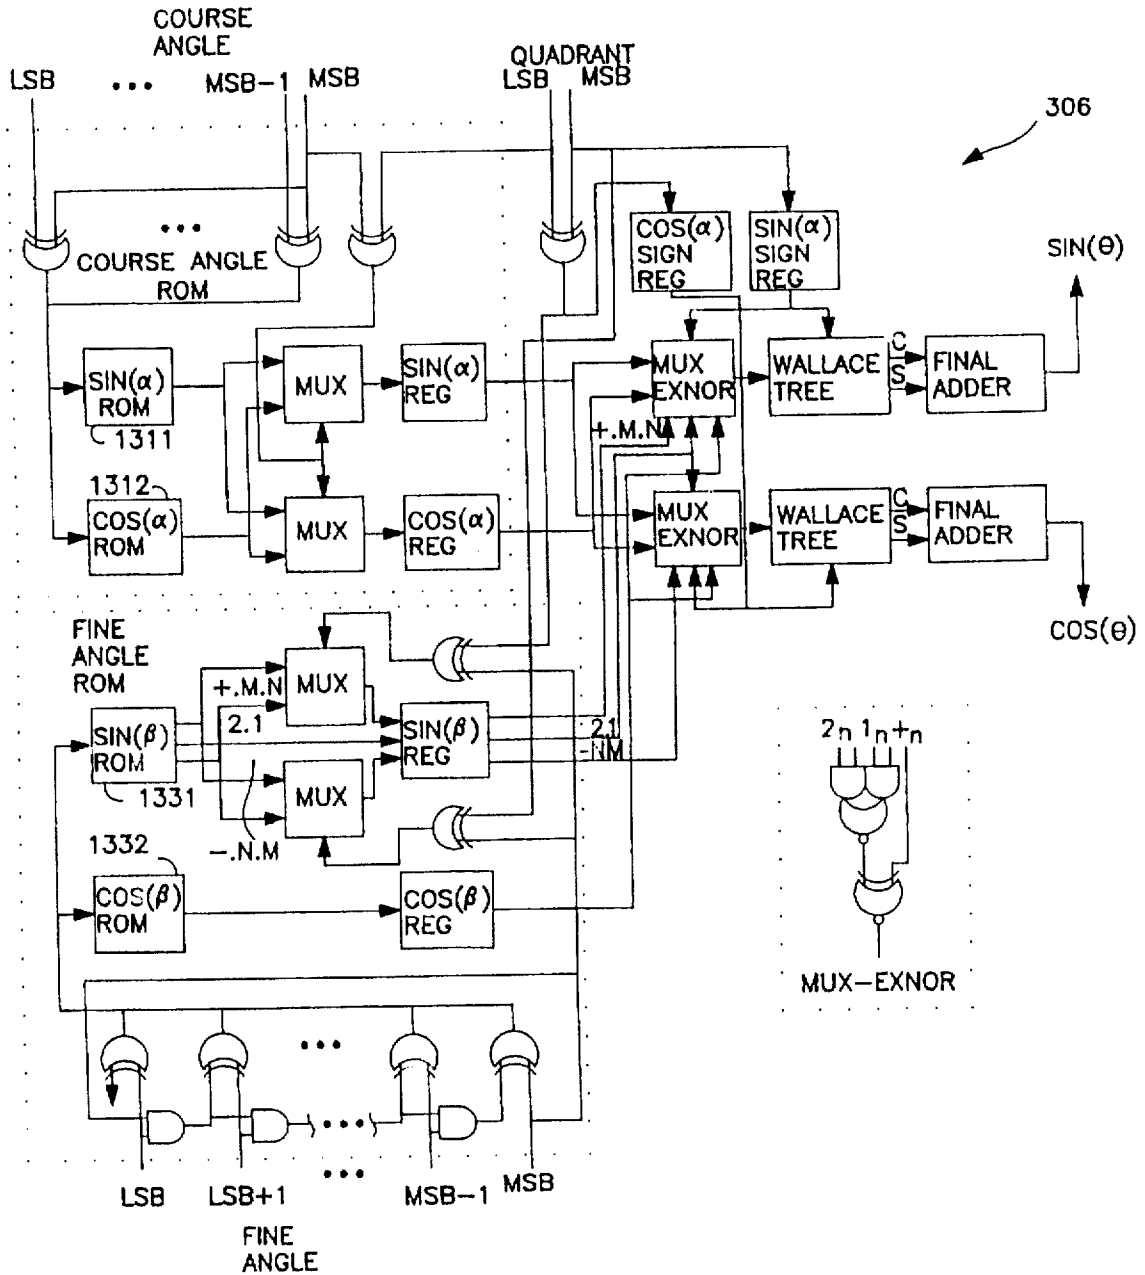 COURSE
ANGLE
LSB ••• MSB-1 MSB
QUADRANT
LSB MSB
306
•••
COURSE ANGLE
ROM
COS(α)
SIGN
REG
SIN(α)
SIGN
REG
SIN(θ)
SIN(α)
ROM
1311
MUX
SIN(α)
REG
MUX
EXNOR
WALLACE
TREE
C
S
FINAL
ADDER
+.M.N
1312
COS(α)
ROM
MUX
COS(α)
REG
MUX
EXNOR
WALLACE
TREE
C
S
FINAL
ADDER
COS(θ)
FINE
ANGLE
ROM
+.M.N
MUX
2.1
SIN(β)
ROM
1331
SIN(β)
REG
2.1
-NM
MUX
-.N.M
1332
COS(β)
ROM
COS(β)
REG
2n 1n +n
MUX-EXNOR
•••
•••
•••
LSB
LSB+1
MSB-1
MSB
FINE
ANGLE